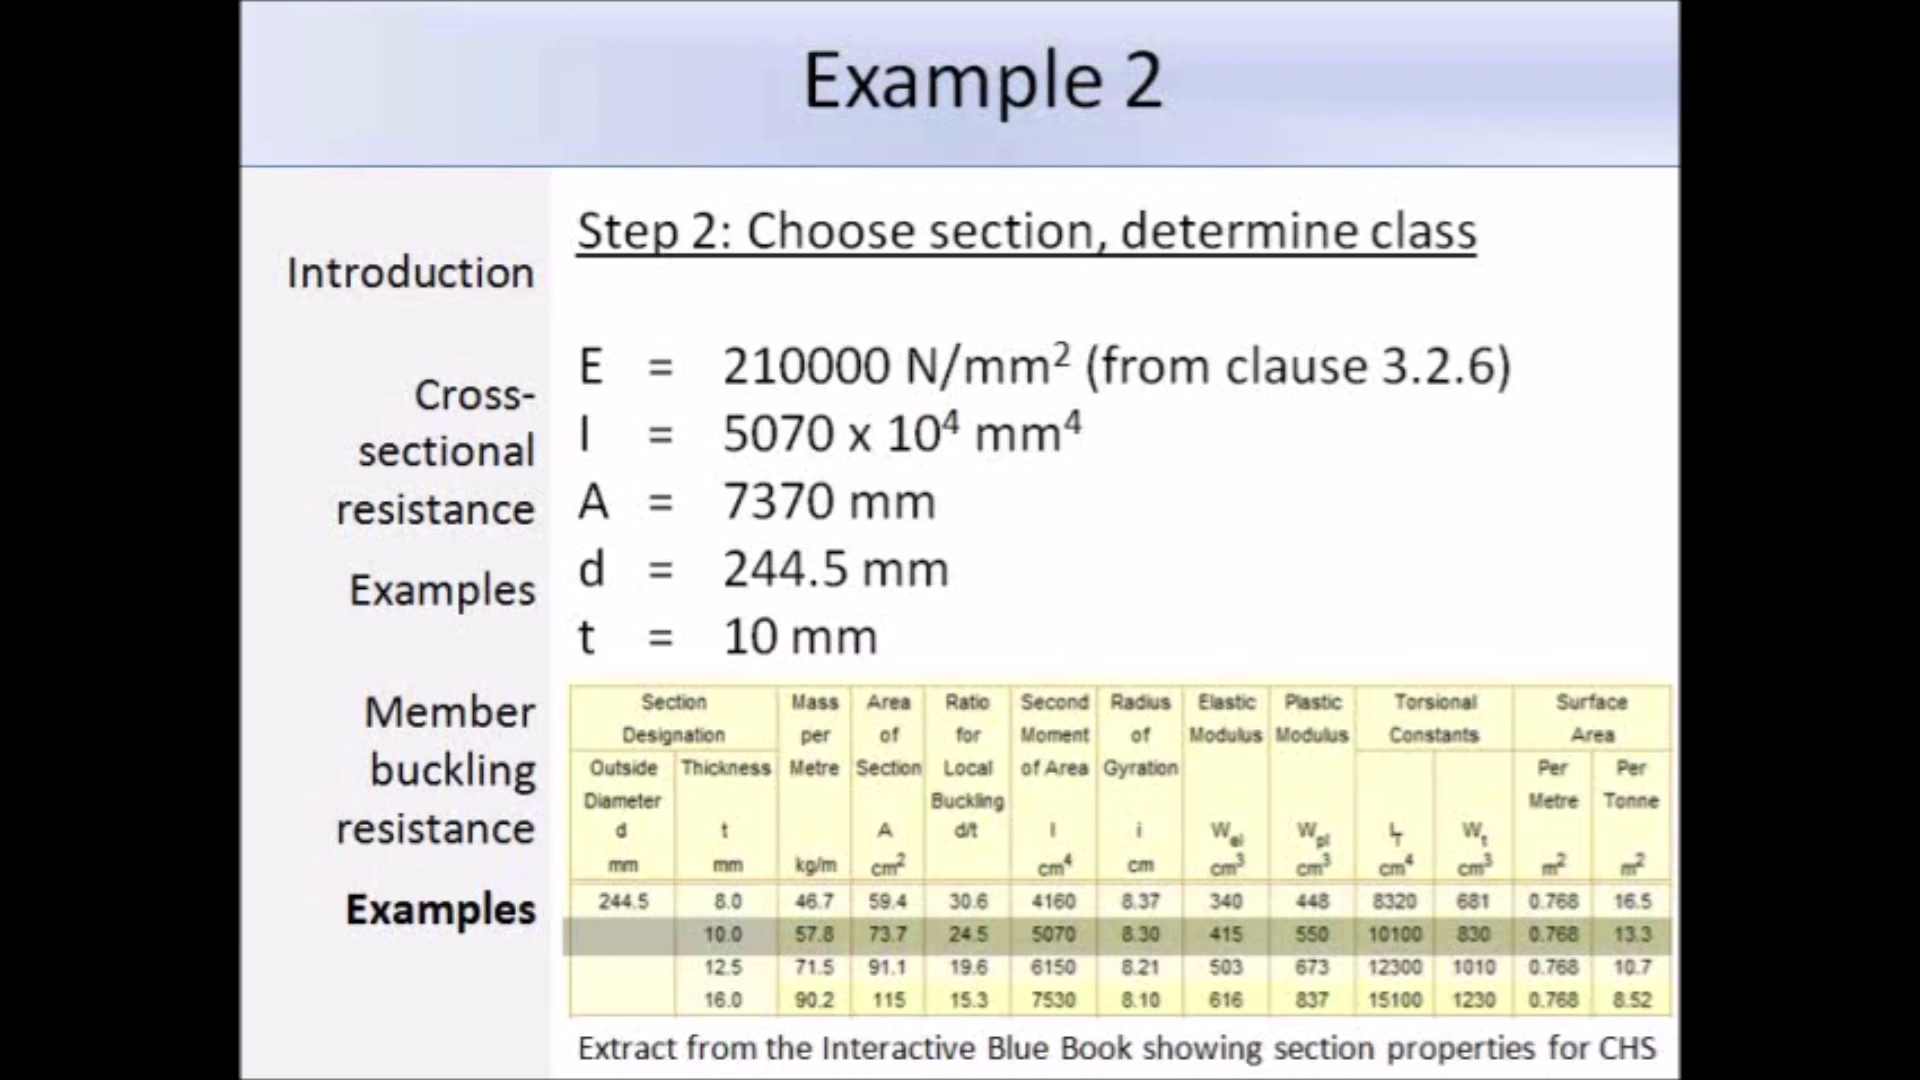 Example 2
Introduction
Cross-
sectional
resistance
Examples
Member
buckling
resistance
Examples
Step 2: Choose section, determine class
E = 210000 N/mm² (from clause 3.2.6)
I = 5070 x 10⁴ mm⁴
A = 7370 mm
d = 244.5 mm
t = 10 mm
Section Mass Area Ratio Second Radius Elastic Plastic Torsional Surface
Designation per of for Moment of Modulus Modulus Constants Area
Outside Thickness Metre Section Local of Area Gyration Per Per
Diameter Buckling Metre Tonne
d t A d/t I i W_el W_pl I_T W_t
mm mm kg/m cm² cm⁴ cm cm³ cm³ cm⁴ cm³ m² m²
244.5 8.0 46.7 59.4 30.6 4160 8.37 340 448 8320 681 0.768 16.5
10.0 57.8 73.7 24.5 5070 8.30 415 550 10100 830 0.768 13.3
12.5 71.5 91.1 19.6 6150 8.21 503 673 12300 1010 0.768 10.7
16.0 90.2 115 15.3 7530 8.10 616 837 15100 1230 0.768 8.52
Extract from the Interactive Blue Book showing section properties for CHS